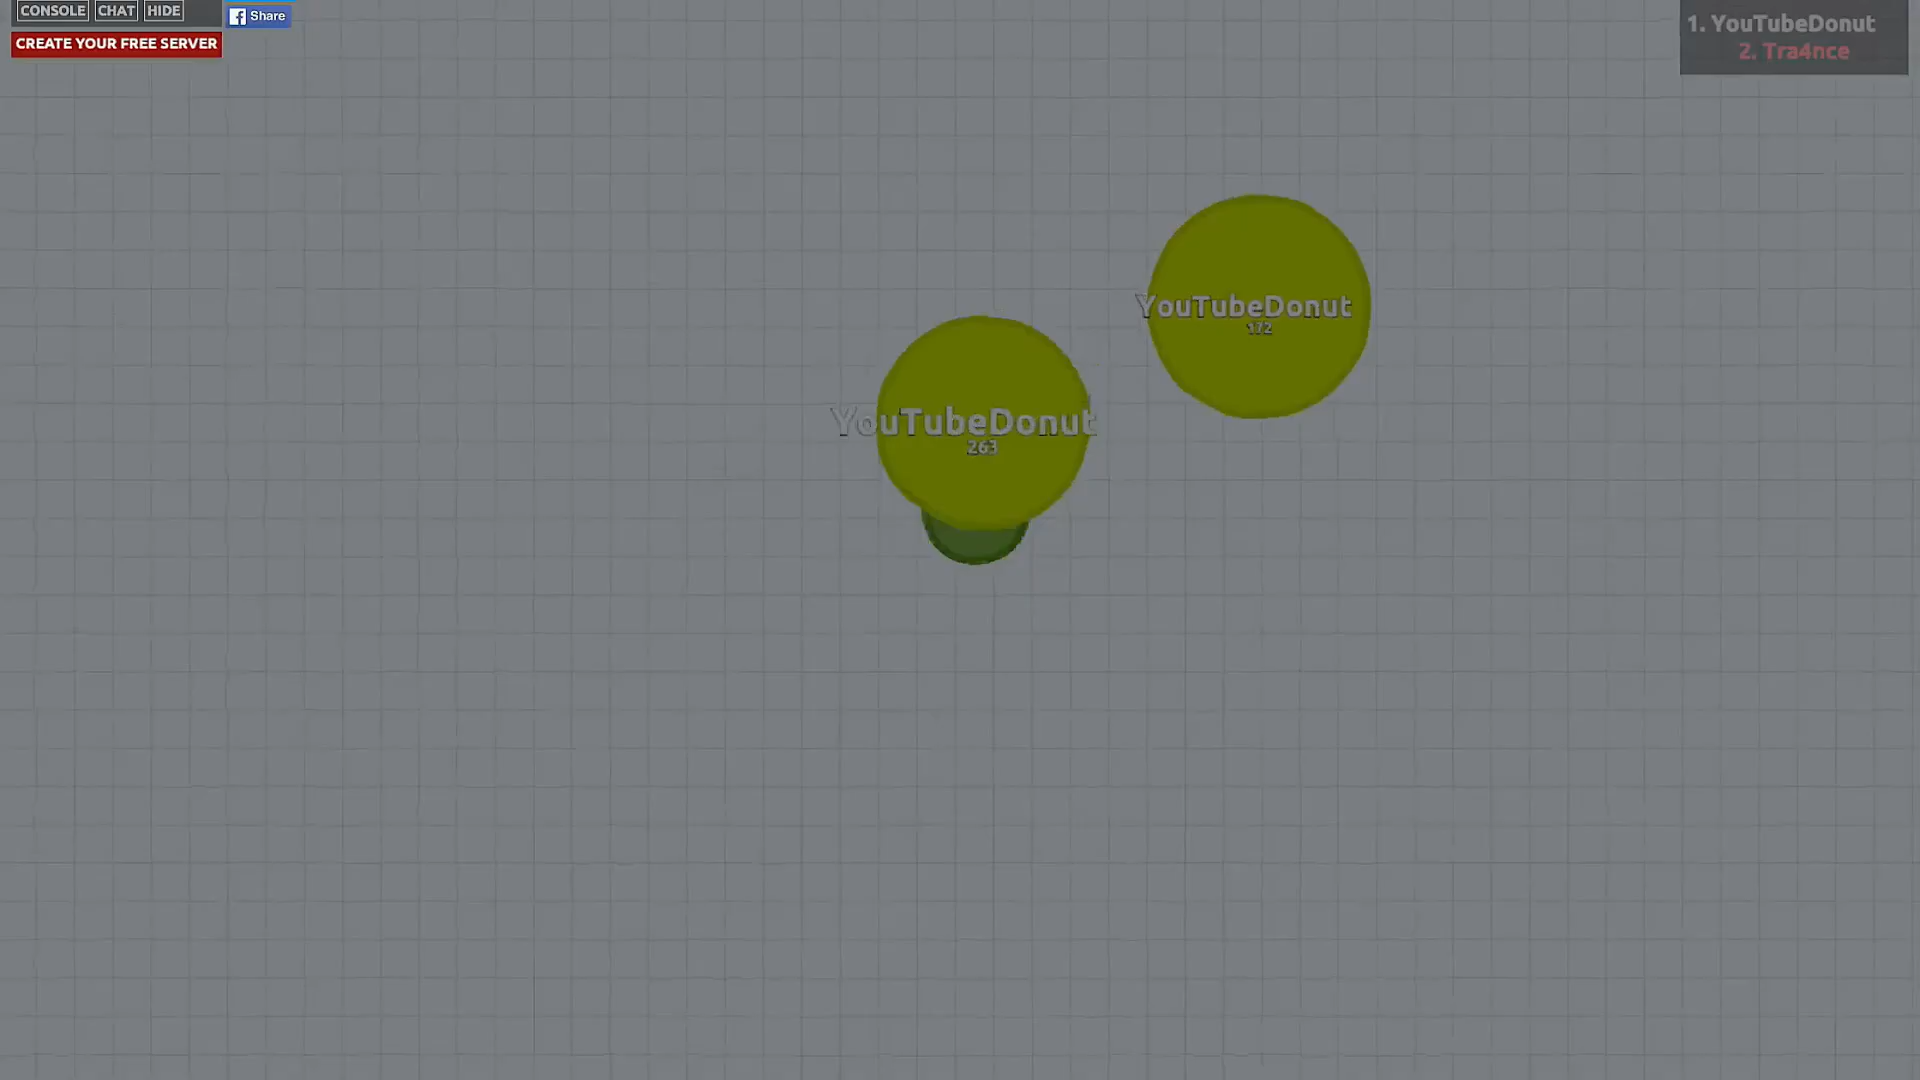 CONSOLE CHAT HIDE
Share
CREATE YOUR FREE SERVER
1. YouTubeDonut
2. Tra4nce
YouTubeDonut
172
YouTubeDonut
263